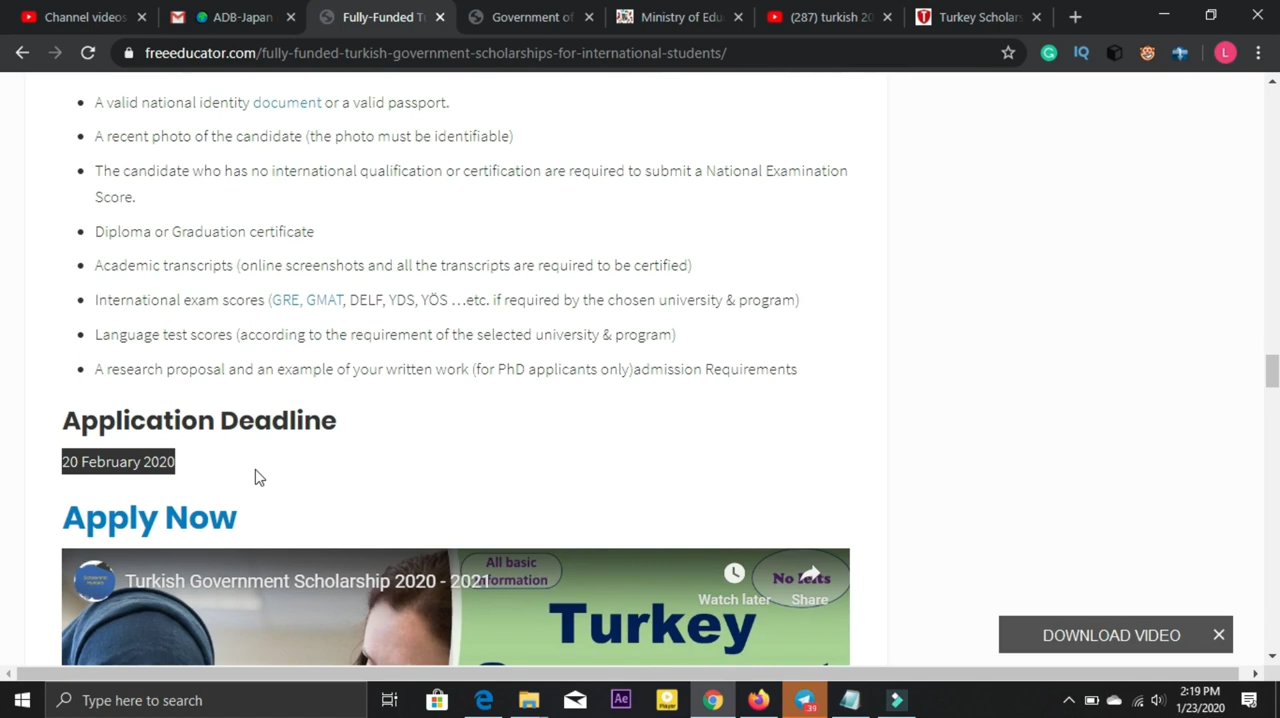 Channel videos
ADB-Japan
Fully-Funded T
Government of
Ministry of Edu
(287) turkish 20
Turkey Scholars
freeeducator.com/fully-funded-turkish-government-scholarships-for-international-students/
IQ
L
A valid national identity document or a valid passport.
A recent photo of the candidate (the photo must be identifiable)
The candidate who has no international qualification or certification are required to submit a National Examination
Score.
Diploma or Graduation certificate
Academic transcripts (online screenshots and all the transcripts are required to be certified)
International exam scores (GRE, GMAT, DELF, YDS, YÖS ...etc. if required by the chosen university & program)
Language test scores (according to the requirement of the selected university & program)
A research proposal and an example of your written work (for PhD applicants only)admission Requirements
Application Deadline
20 February 2020
Apply Now
All basic
information
Turkish Government Scholarship 2020 - 2021
Watch later
Share
Turkey
DOWNLOAD VIDEO
Type here to search
Ae
Player
39
2:19 PM
1/23/2020